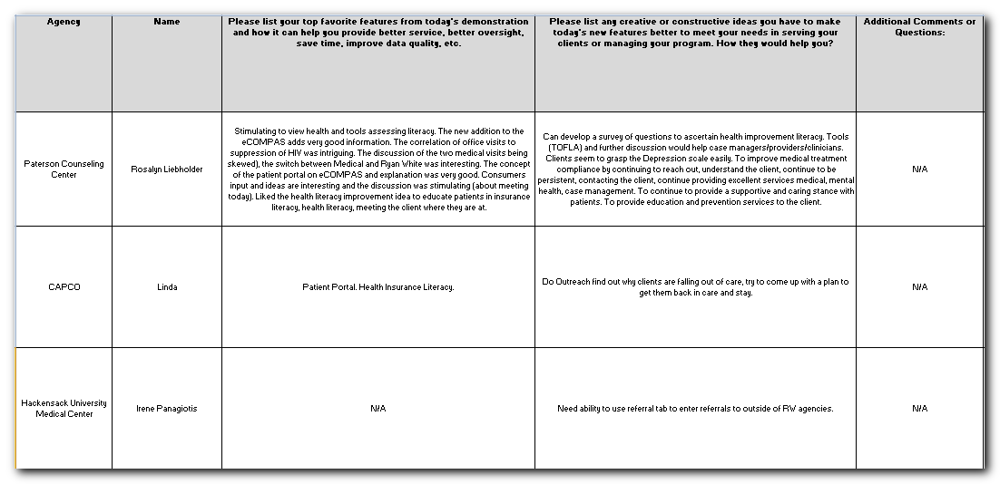 Agency
Name
Please list your top favorite features from today's demonstration
and how it can help you provide better service, better oversight,
save time, improve data quality, etc.
Please list any creative or constructive ideas you have to make
today's new features better to meet your needs in serving your
clients or managing your program. How they would help you?
Additional Comments or
Questions:
Paterson Counseling
Center
Rosalyn Liebholder
Stimulating to view health and tools assessing literacy. The new addition to the
eCOMPAS adds very good information. The correlation of office visits to
suppression of HIV was intriguing. The discussion of the two medical visits being
skewed), the switch between Medical and Ryan White was interesting. The concept
of the patient portal on eCOMPAS and explanation was very good. Consumers
input and ideas are interesting and the discussion was stimulating (about meeting
today). Liked the health literacy improvement idea to educate patients in insurance
literacy, health literacy, meeting the client where they are at.
Can develop a survey of questions to ascertain health improvement literacy. Tools
(TOFLA) and further discussion would help case managers/providers/clinicians.
Clients seem to grasp the Depression scale easily. To improve medical treatment
compliance by continuing to reach out, understand the client, continue to be
persistent, contacting the client, continue providing excellent services medical, mental
health, case management. To continue to provide a supportive and caring stance with
patients. To provide education and prevention services to the client.
N/A
CAPCO
Linda
Patient Portal. Health Insurance Literacy.
Do Outreach find out why clients are falling out of care, try to come up with a plan to
get them back in care and stay.
N/A
Hackensack University
Medical Center
Irene Panagiotis
N/A
Need ability to use referral tab to enter referrals to outside of RW agencies.
N/A